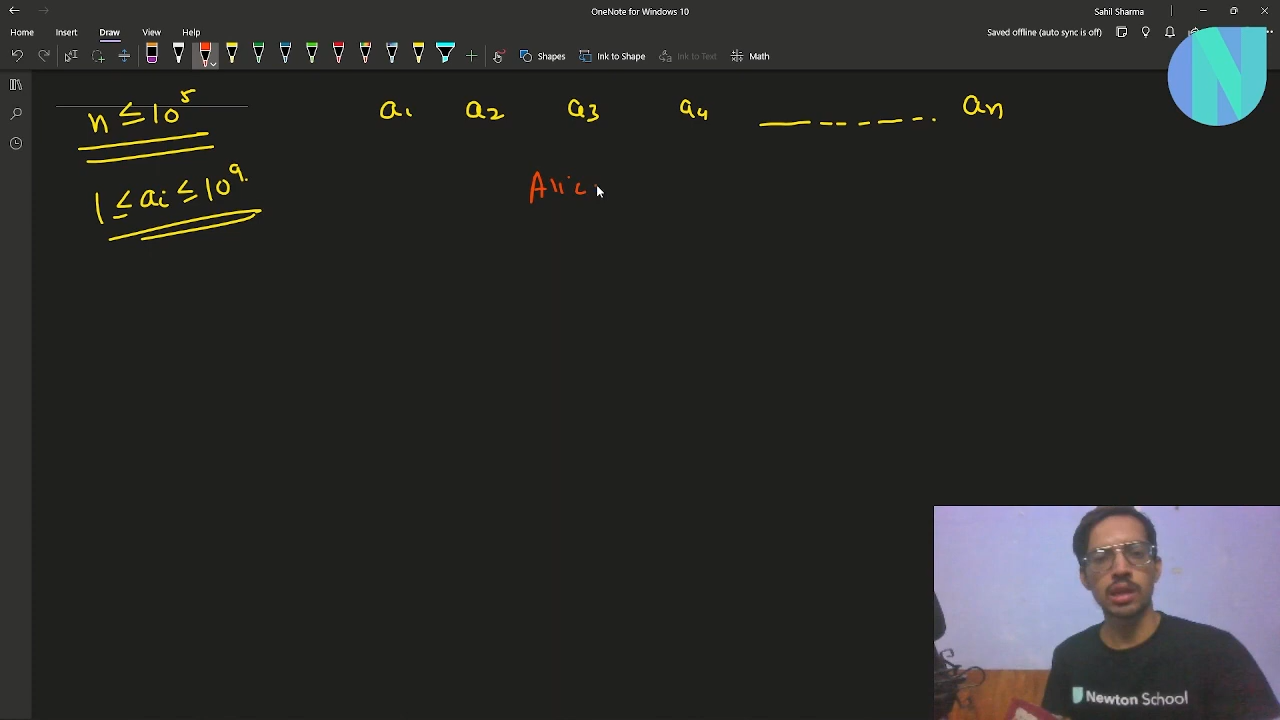 OneNote for Windows 10
Sahil Sharma
Home Insert Draw View Help
Saved offline (auto sync is off)
Shapes Ink to Shape Ink to Text Math
n ≤ 10⁵
a₁ a₂ a₃ a₄ — - - - - - . aₙ
1 ≤ aᵢ ≤ 10⁹
Alic
Newton School